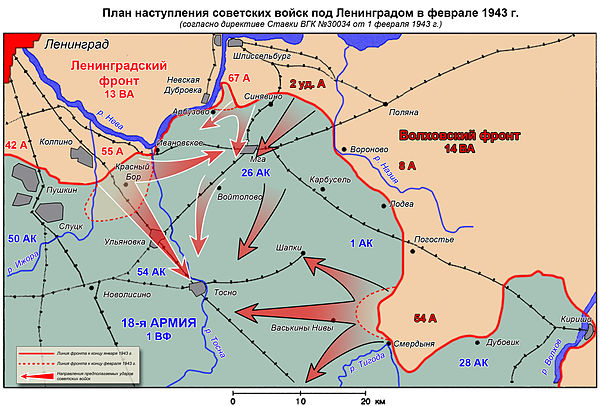 План наступления советских войск под Ленинградом в феврале 1943 г.
(согласно директиве Ставки ВГК №30034 от 1 февраля 1943 г.)
Ленинград
Шлиссельбург
Ленинградский
фронт
13 ВА
Невская
Дубровка
67 А
2 уд. А
Синявино
Арбузово
р. Нева
Поляна
42 А
Колпино
55 А
Ивановское
Мга
Волховский фронт
14 ВА
Вороново
р. Назия
8 А
Красный
Бор
26 АК
Пушкин
Войтолово
Карбусель
Лодва
Слуцк
50 АК
Ульяновка
Шапки
1 АК
Погостье
р. Ижора
54 АК
Тосно
Новолисино
18-я АРМИЯ
1 ВФ
р. Тосна
Васькины Нивы
54 А
Кириши
Смердыня
Дубовик
р. Тигода
28 АК
р. Волхов
Линия фронта к концу января 1943 г.
Линия фронта к концу февраля 1943 г.
Направления предполагаемых ударов
советских войск
0 10 20 км